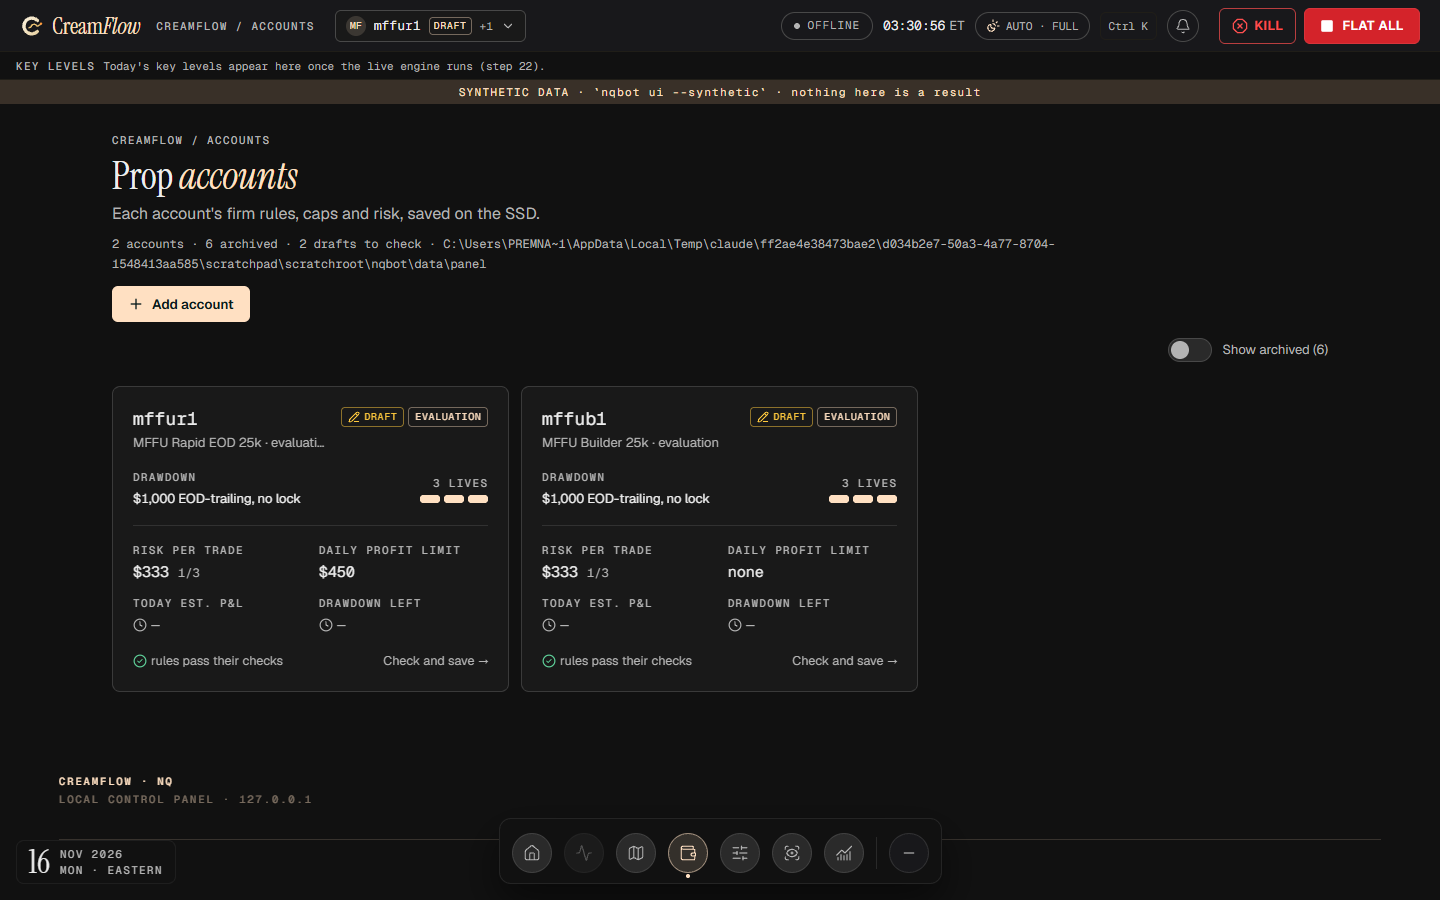 CreamFlow CREAMFLOW / ACCOUNTS MF mffur1 DRAFT +1 OFFLINE 03:30:56 ET AUTO · FULL Ctrl K KILL FLAT ALL
KEY LEVELS Today's key levels appear here once the live engine runs (step 22).
SYNTHETIC DATA · `nqbot ui --synthetic` · nothing here is a result
CREAMFLOW / ACCOUNTS
Prop accounts
Each account's firm rules, caps and risk, saved on the SSD.
2 accounts · 6 archived · 2 drafts to check · C:\Users\PREMNA~1\AppData\Local\Temp\claude\ff2ae4e38473bae2\d034b2e7-50a3-4a77-8704-
1548413aa585\scratchpad\scratchroot\nqbot\data\panel
+ Add account
Show archived (6)
mffur1 DRAFT EVALUATION
MFFU Rapid EOD 25k · evaluati…
DRAWDOWN
3 LIVES
$1,000 EOD-trailing, no lock
RISK PER TRADE DAILY PROFIT LIMIT
$333 1/3 $450
TODAY EST. P&L DRAWDOWN LEFT
— —
rules pass their checks Check and save →
mffub1 DRAFT EVALUATION
MFFU Builder 25k · evaluation
DRAWDOWN
3 LIVES
$1,000 EOD-trailing, no lock
RISK PER TRADE DAILY PROFIT LIMIT
$333 1/3 none
TODAY EST. P&L DRAWDOWN LEFT
— —
rules pass their checks Check and save →
CREAMFLOW · NQ
LOCAL CONTROL PANEL · 127.0.0.1
16 NOV 2026
MON · EASTERN